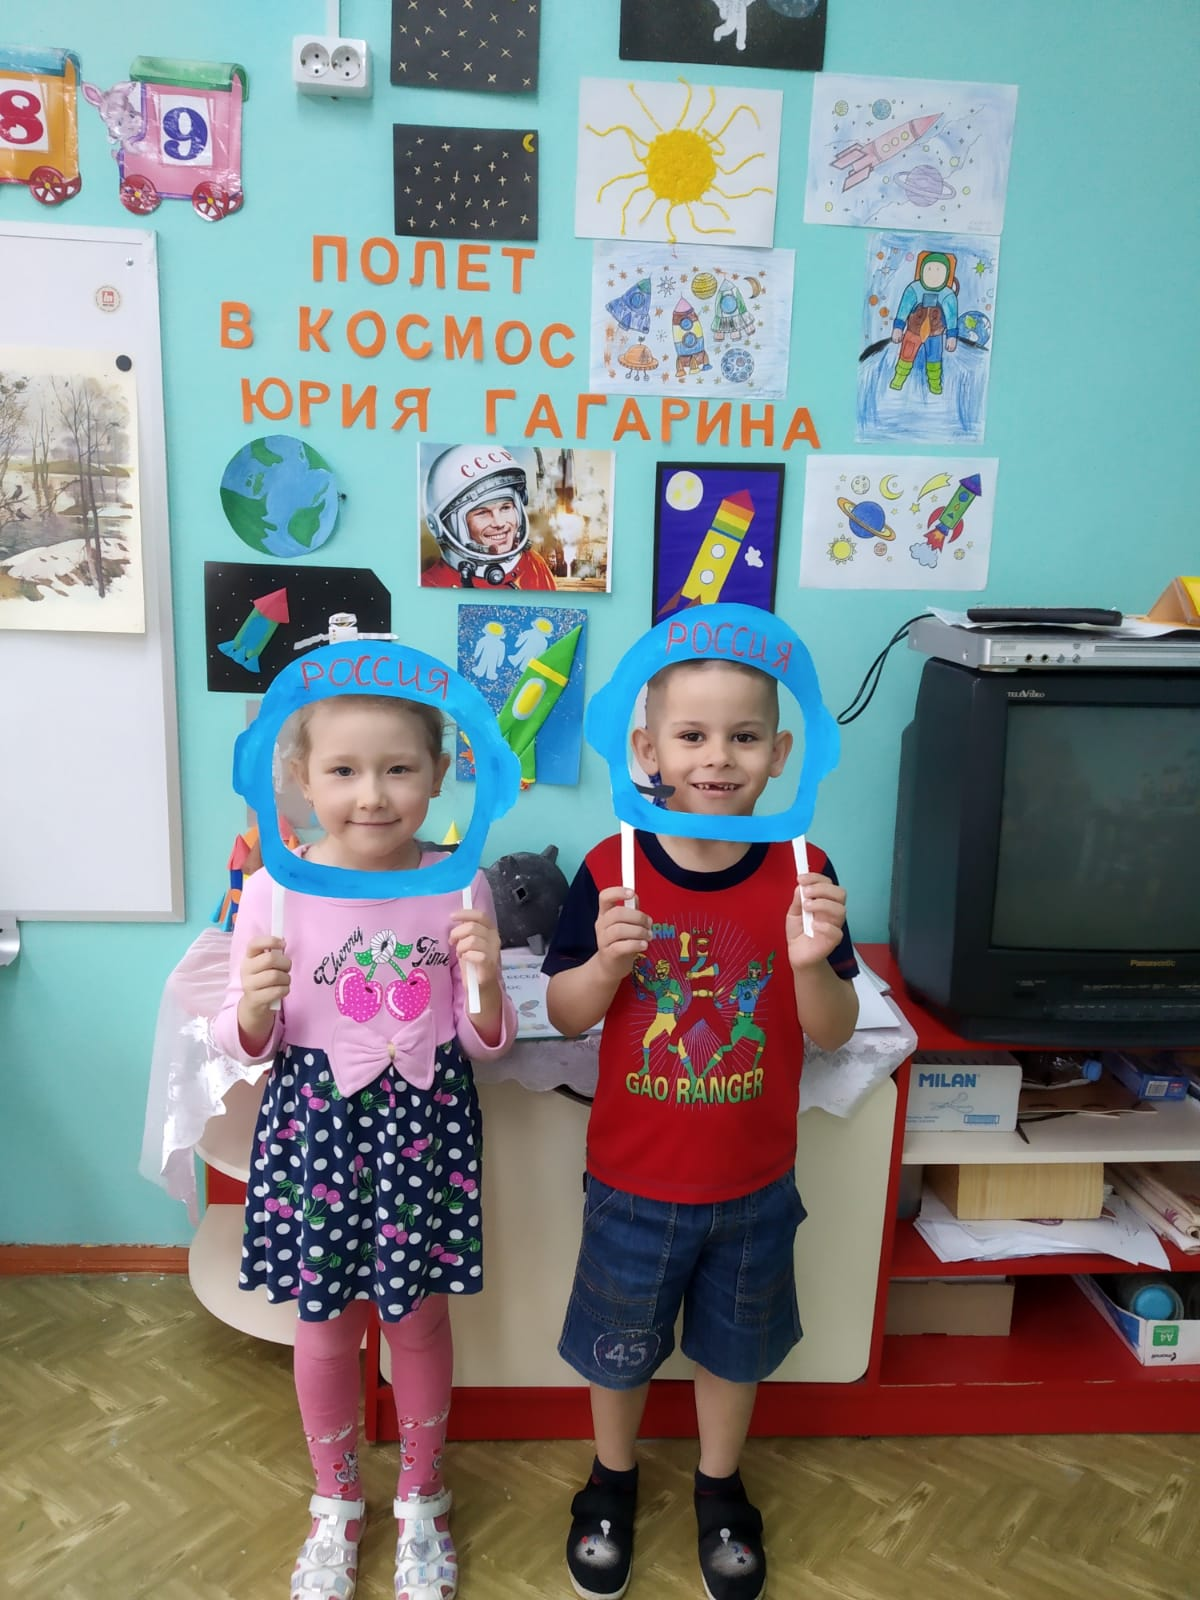 8
9
ПОЛЕТ
В КОСМОС
ЮРИЯ ГАГАРИНА
СССР
РОССИЯ
РОССИЯ
TELEVIDEO
Cherry Time
GAO RANGER
45
Panasonic
MILAN
A4